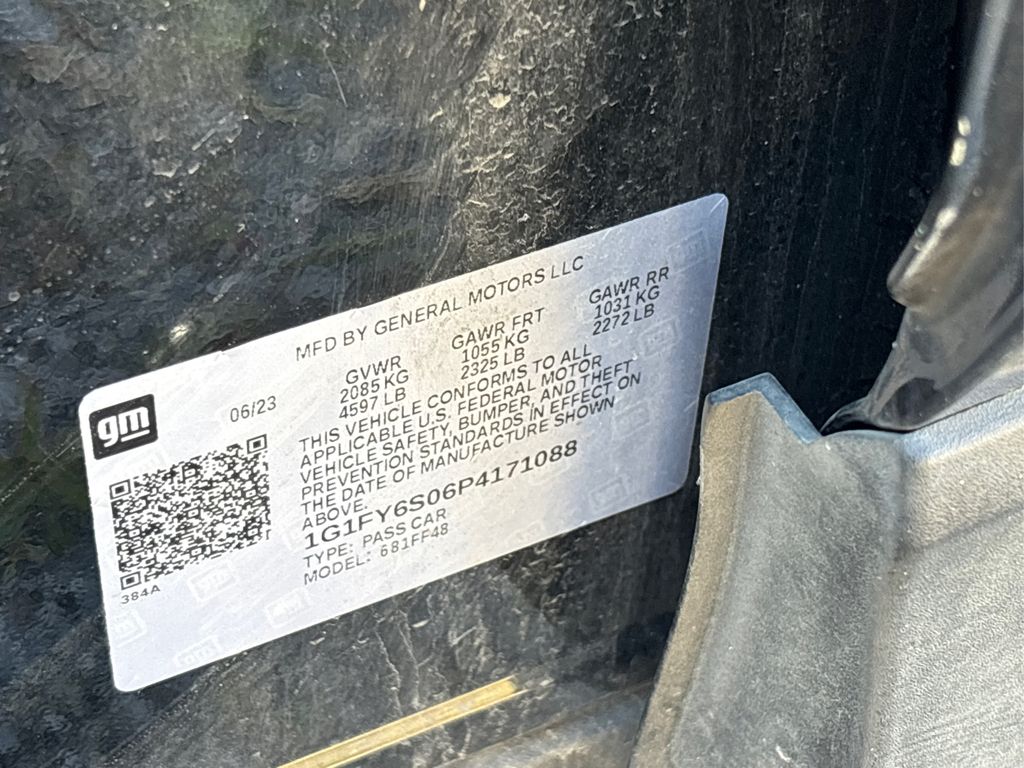 MFD BY GENERAL MOTORS LLC
gm
06/23
GVWR GAWR FRT GAWR RR
2085 KG 1055 KG 1031 KG
4597 LB 2325 LB 2272 LB
THIS VEHICLE CONFORMS TO ALL
APPLICABLE U.S. FEDERAL MOTOR
VEHICLE SAFETY, BUMPER, AND THEFT
PREVENTION STANDARDS IN EFFECT ON
THE DATE OF MANUFACTURE SHOWN
ABOVE.
1G1FY6S06P4171088
TYPE: PASS CAR
MODEL: 681FF48
384A